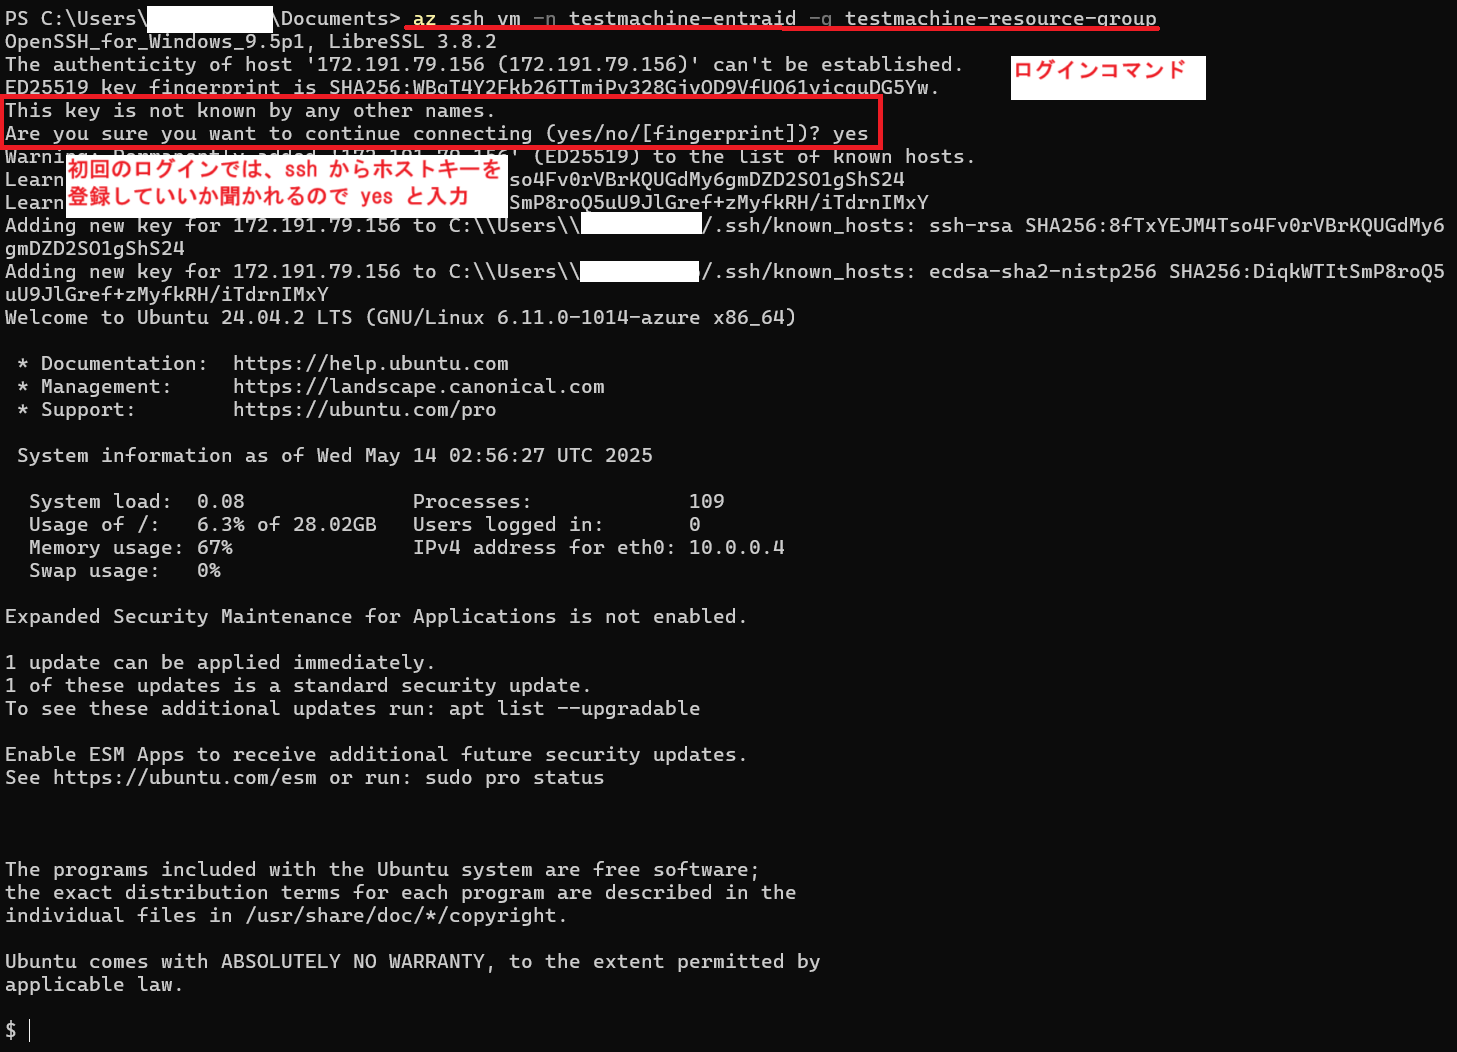 PS C:\Users\ \Documents> az ssh vm -n testmachine-entraid -g testmachine-resource-group
OpenSSH_for_Windows_9.5p1, LibreSSL 3.8.2
The authenticity of host '172.191.79.156 (172.191.79.156)' can't be established.
ログインコマンド
ED25519 key fingerprint is SHA256:WBgT4Y2Fkb26TTmjPv328GjvOD9VfUO61vicquDG5Yw.
This key is not known by any other names.
Are you sure you want to continue connecting (yes/no/[fingerprint])? yes
Warning: Permanently added '172.191.79.156' (ED25519) to the list of known hosts.
初回のログインでは、ssh からホストキーを
登録していいか聞かれるので yes と入力
Learn so4Fv0rVBrKQUGdMy6gmDZD2SO1gShS24
Learn SmP8roQ5uU9JlGref+zMyfkRH/iTdrnIMxY
Adding new key for 172.191.79.156 to C:\\Users\\ /.ssh/known_hosts: ssh-rsa SHA256:8fTxYEJM4Tso4Fv0rVBrKQUGdMy6
gmDZD2SO1gShS24
Adding new key for 172.191.79.156 to C:\\Users\\ /.ssh/known_hosts: ecdsa-sha2-nistp256 SHA256:DiqkWTItSmP8roQ5
uU9JlGref+zMyfkRH/iTdrnIMxY
Welcome to Ubuntu 24.04.2 LTS (GNU/Linux 6.11.0-1014-azure x86_64)
* Documentation: https://help.ubuntu.com
* Management: https://landscape.canonical.com
* Support: https://ubuntu.com/pro
System information as of Wed May 14 02:56:27 UTC 2025
System load: 0.08 Processes: 109
Usage of /: 6.3% of 28.02GB Users logged in: 0
Memory usage: 67% IPv4 address for eth0: 10.0.0.4
Swap usage: 0%
Expanded Security Maintenance for Applications is not enabled.
1 update can be applied immediately.
1 of these updates is a standard security update.
To see these additional updates run: apt list --upgradable
Enable ESM Apps to receive additional future security updates.
See https://ubuntu.com/esm or run: sudo pro status
The programs included with the Ubuntu system are free software;
the exact distribution terms for each program are described in the
individual files in /usr/share/doc/*/copyright.
Ubuntu comes with ABSOLUTELY NO WARRANTY, to the extent permitted by
applicable law.
$